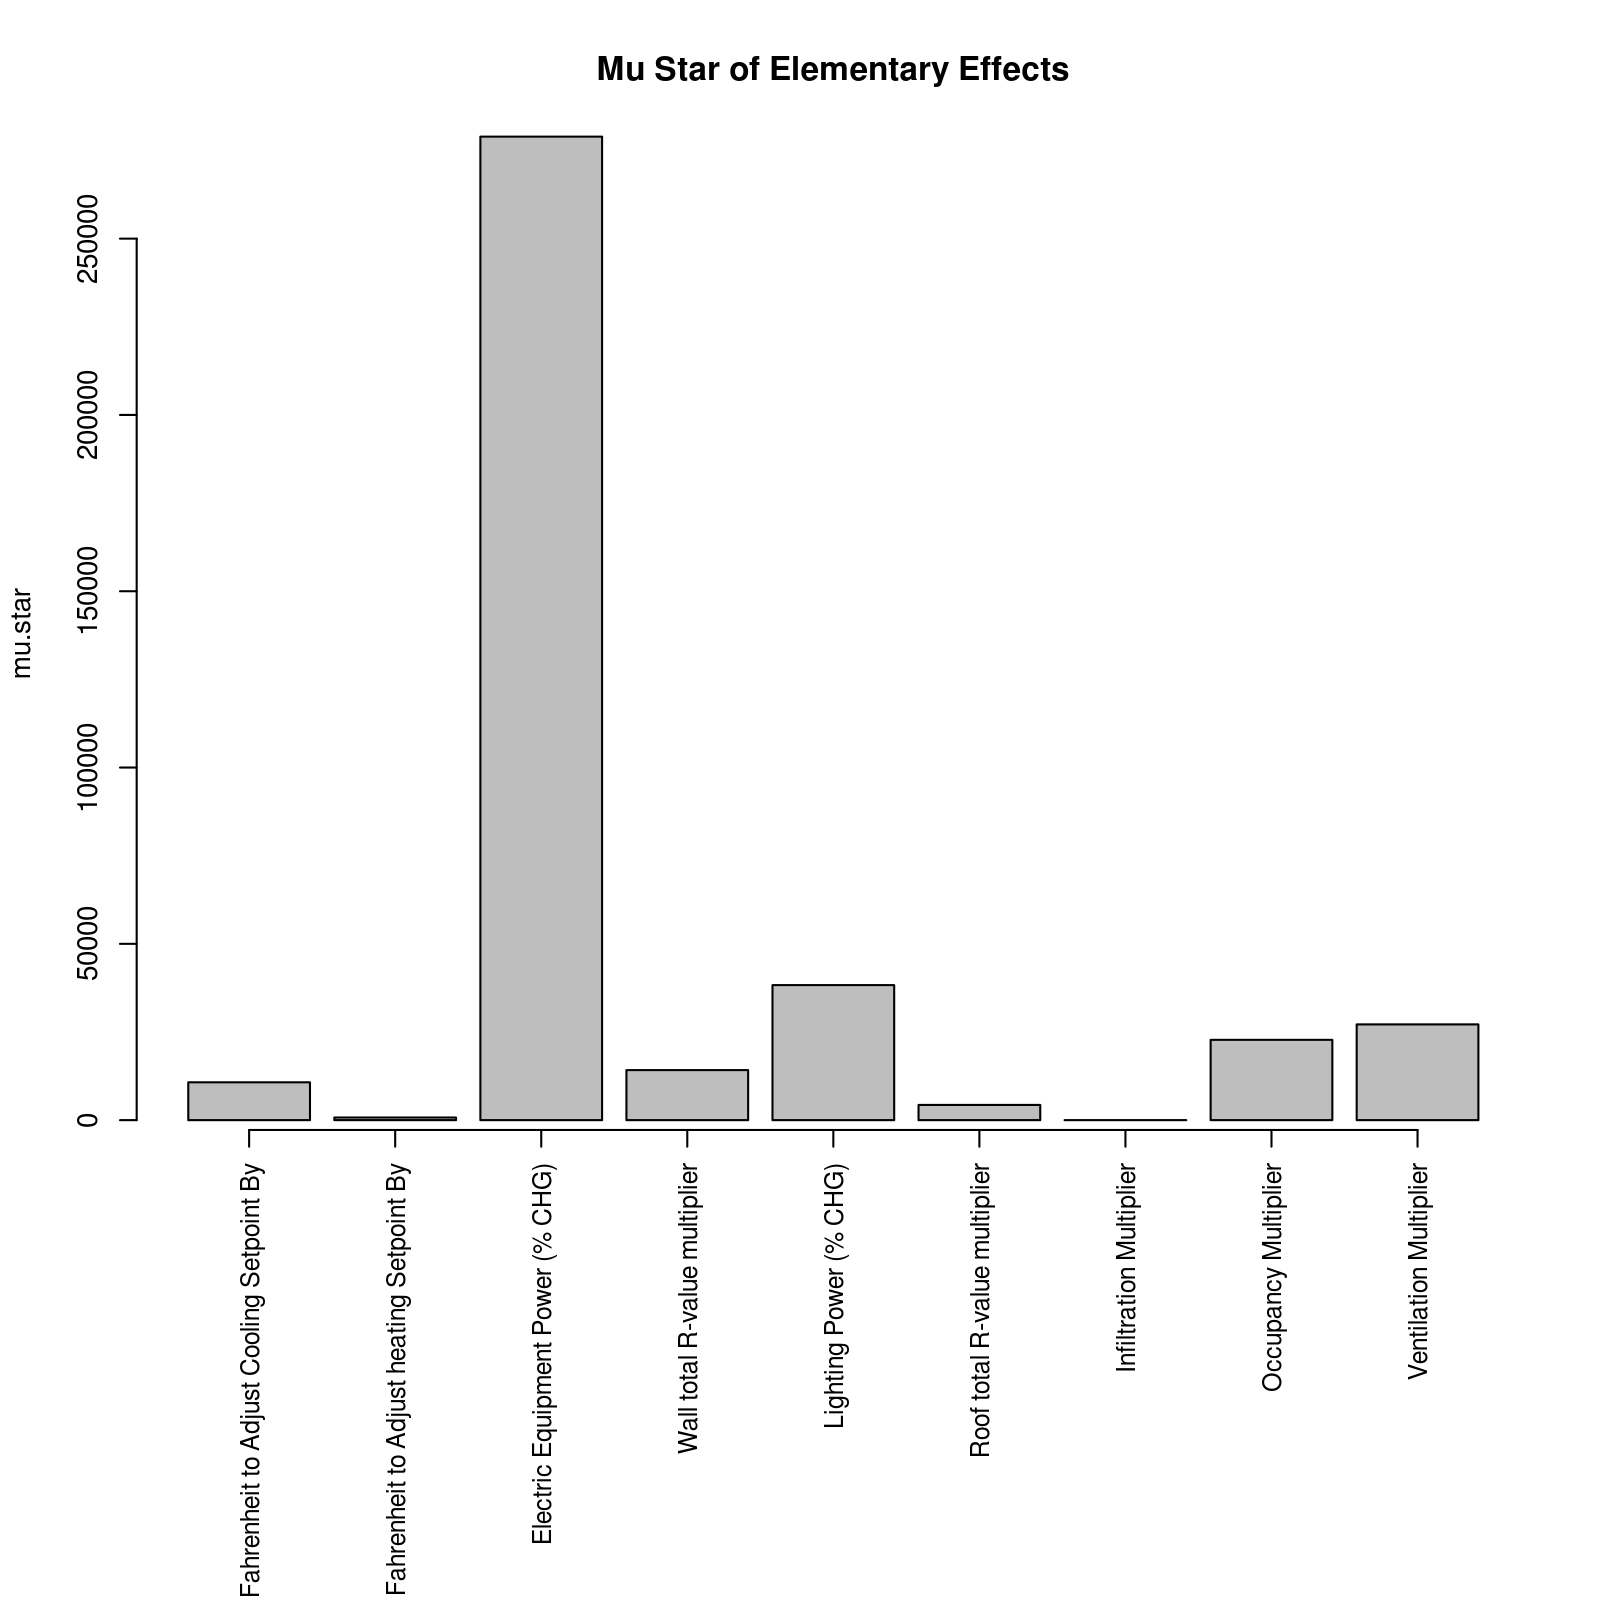 Mu Star of Elementary Effects
mu.star
250000
200000
150000
100000
50000
0
Fahrenheit to Adjust Cooling Setpoint By
Fahrenheit to Adjust heating Setpoint By
Electric Equipment Power (% CHG)
Wall total R-value multiplier
Lighting Power (% CHG)
Roof total R-value multiplier
Infiltration Multiplier
Occupancy Multiplier
Ventilation Multiplier